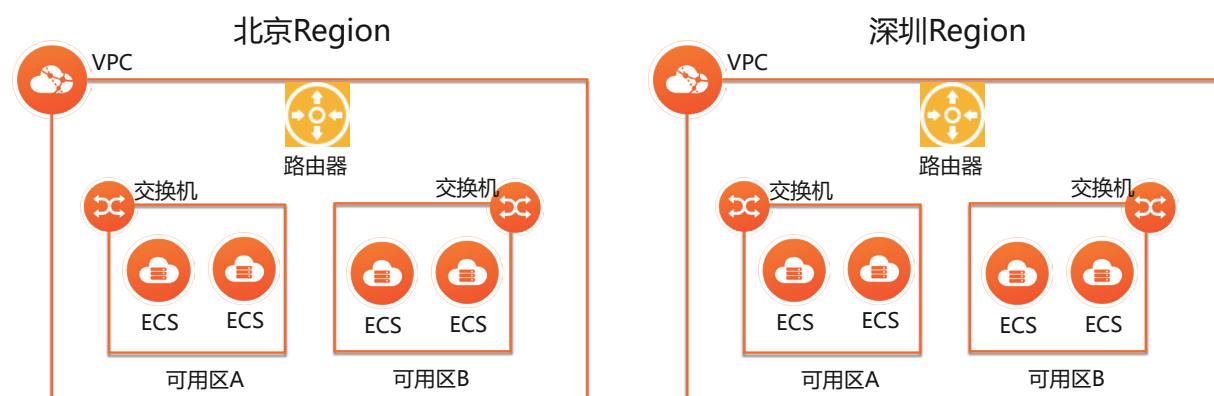 北京Region
深圳Region
VPC
VPC
路由器
路由器
交换机
交换机
交换机
交换机
ECS
ECS
ECS
ECS
ECS
ECS
ECS
ECS
可用区A
可用区B
可用区A
可用区B